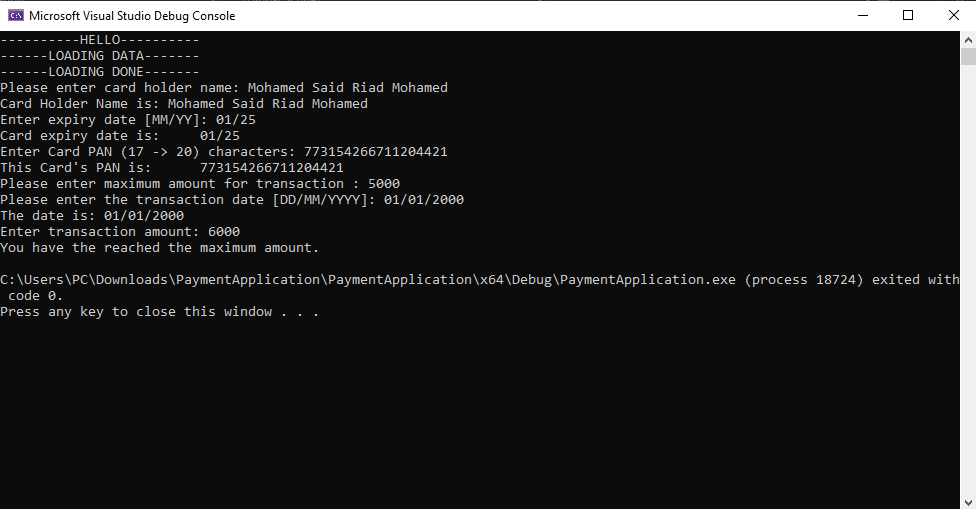 Microsoft Visual Studio Debug Console
----------HELLO----------
------LOADING DATA-------
------LOADING DONE-------
Please enter card holder name: Mohamed Said Riad Mohamed
Card Holder Name is: Mohamed Said Riad Mohamed
Enter expiry date [MM/YY]: 01/25
Card expiry date is:     01/25
Enter Card PAN (17 -> 20) characters: 773154266711204421
This Card's PAN is:      773154266711204421
Please enter maximum amount for transaction : 5000
Please enter the transaction date [DD/MM/YYYY]: 01/01/2000
The date is: 01/01/2000
Enter transaction amount: 6000
You have the reached the maximum amount.
C:\Users\PC\Downloads\PaymentApplication\PaymentApplication\x64\Debug\PaymentApplication.exe (process 18724) exited with
 code 0.
Press any key to close this window . . .